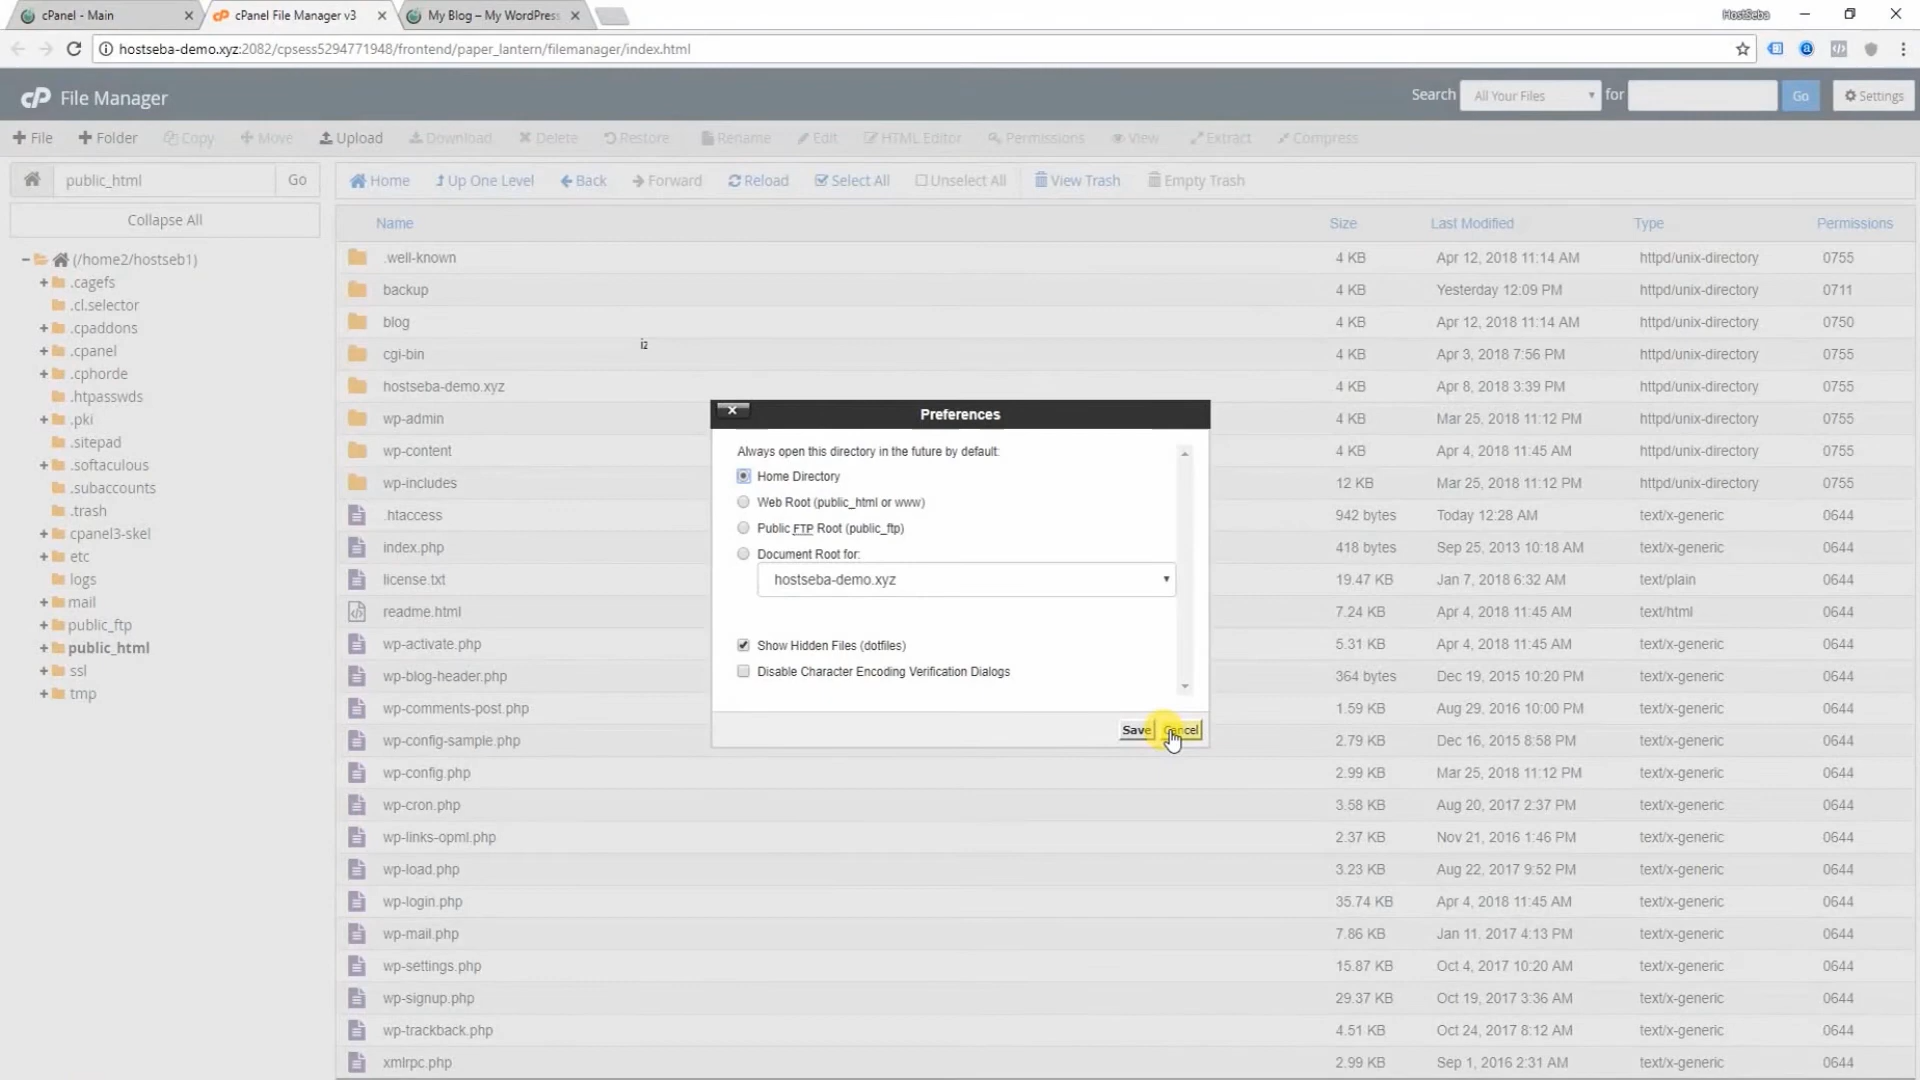 cPanel - Main
cPanel File Manager v3
My Blog – My WordPress
HostSeba
hostseba-demo.xyz:2082/cpsess5294771948/frontend/paper_lantern/filemanager/index.html
cP File Manager
Search All Your Files for Go Settings
File Folder Copy Move Upload Download Delete Restore Rename Edit HTML Editor Permissions View Extract Compress
public_html Go
Home Up One Level Back Forward Reload Select All Unselect All View Trash Empty Trash
Collapse All
(/home2/hostseb1)
.cagefs
.cl.selector
.cpaddons
.cpanel
.cphorde
.htpasswds
.pki
.sitepad
.softaculous
.subaccounts
.trash
cpanel3-skel
etc
logs
mail
public_ftp
public_html
ssl
tmp
Name Size Last Modified Type Permissions
.well-known 4 KB Apr 12, 2018 11:14 AM httpd/unix-directory 0755
backup 4 KB Yesterday 12:09 PM httpd/unix-directory 0711
blog 4 KB Apr 12, 2018 11:14 AM httpd/unix-directory 0750
cgi-bin 4 KB Apr 3, 2018 7:56 PM httpd/unix-directory 0755
hostseba-demo.xyz 4 KB Apr 8, 2018 3:39 PM httpd/unix-directory 0755
wp-admin 4 KB Mar 25, 2018 11:12 PM httpd/unix-directory 0755
wp-content 4 KB Apr 4, 2018 11:45 AM httpd/unix-directory 0755
wp-includes 12 KB Mar 25, 2018 11:12 PM httpd/unix-directory 0755
.htaccess 942 bytes Today 12:28 AM text/x-generic 0644
index.php 418 bytes Sep 25, 2013 10:18 AM text/x-generic 0644
license.txt 19.47 KB Jan 7, 2018 6:32 AM text/plain 0644
readme.html 7.24 KB Apr 4, 2018 11:45 AM text/html 0644
wp-activate.php 5.31 KB Apr 4, 2018 11:45 AM text/x-generic 0644
wp-blog-header.php 364 bytes Dec 19, 2015 10:20 PM text/x-generic 0644
wp-comments-post.php 1.59 KB Aug 29, 2016 10:00 PM text/x-generic 0644
wp-config-sample.php 2.79 KB Dec 16, 2015 8:58 PM text/x-generic 0644
wp-config.php 2.99 KB Mar 25, 2018 11:12 PM text/x-generic 0644
wp-cron.php 3.58 KB Aug 20, 2017 2:37 PM text/x-generic 0644
wp-links-opml.php 2.37 KB Nov 21, 2016 1:46 PM text/x-generic 0644
wp-load.php 3.23 KB Aug 22, 2017 9:52 PM text/x-generic 0644
wp-login.php 35.74 KB Apr 4, 2018 11:45 AM text/x-generic 0644
wp-mail.php 7.86 KB Jan 11, 2017 4:13 PM text/x-generic 0644
wp-settings.php 15.87 KB Oct 4, 2017 10:20 AM text/x-generic 0644
wp-signup.php 29.37 KB Oct 19, 2017 3:36 AM text/x-generic 0644
wp-trackback.php 4.51 KB Oct 24, 2017 8:12 AM text/x-generic 0644
xmlrpc.php 2.99 KB Sep 1, 2016 2:31 AM text/x-generic 0644
Preferences
Always open this directory in the future by default:
Home Directory
Web Root (public_html or www)
Public FTP Root (public_ftp)
Document Root for:
hostseba-demo.xyz
Show Hidden Files (dotfiles)
Disable Character Encoding Verification Dialogs
Save Cancel